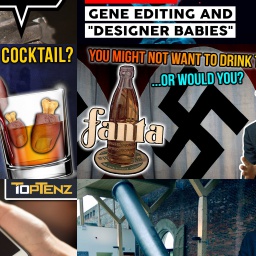 GENE EDITING AND
"DESIGNER BABIES"
COCKTAIL?
YOU MIGHT NOT WANT TO DRINK
...OR WOULD YOU?
fanta
TOPTENZ